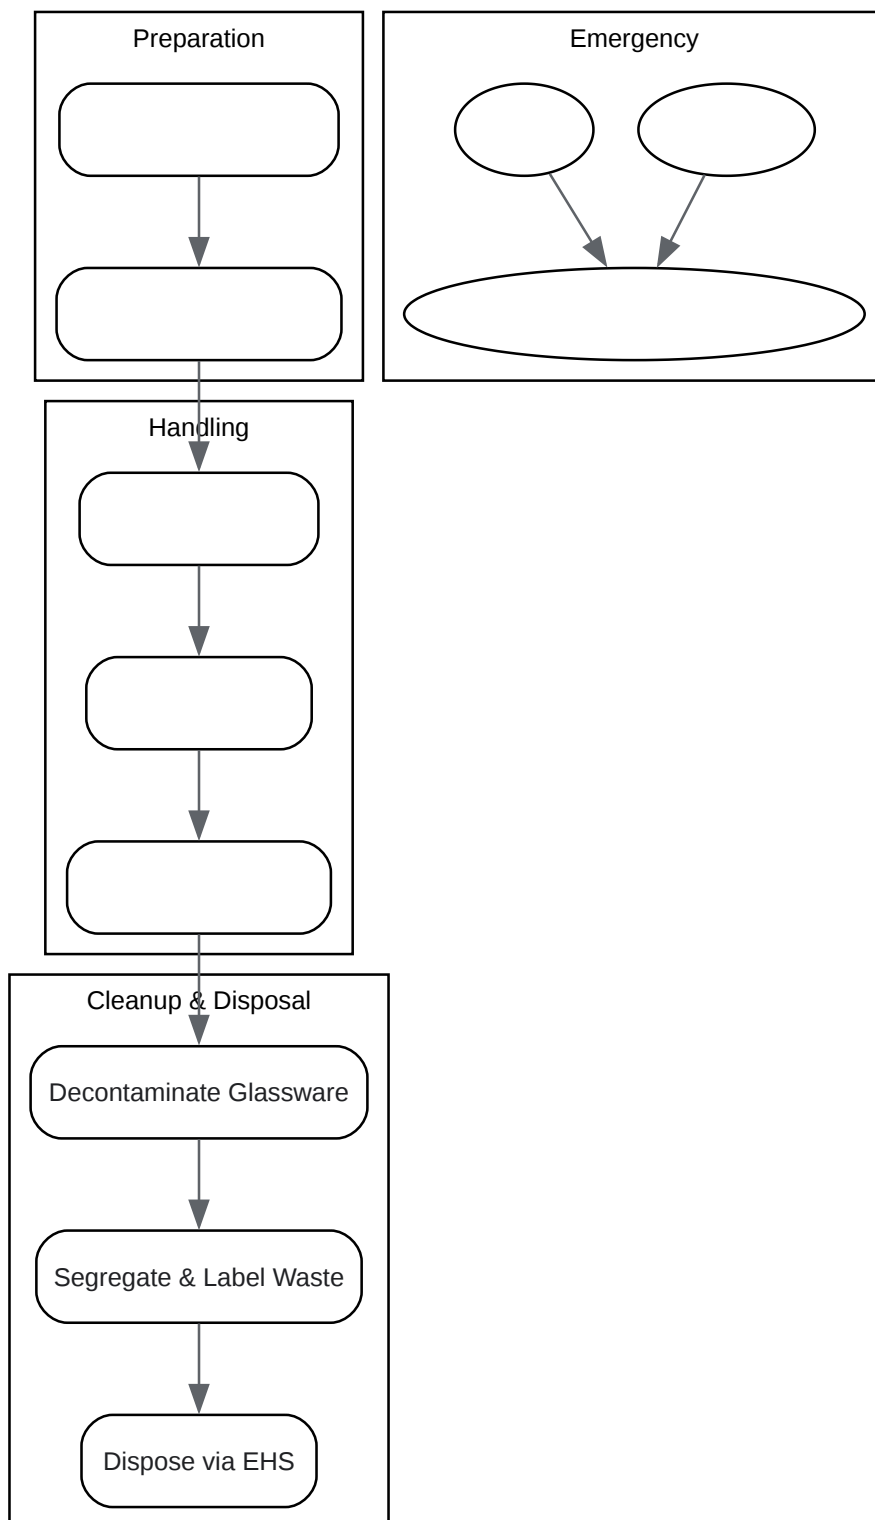 Preparation
Emergency
Handling
Cleanup & Disposal
Decontaminate Glassware
Segregate & Label Waste
Dispose via EHS